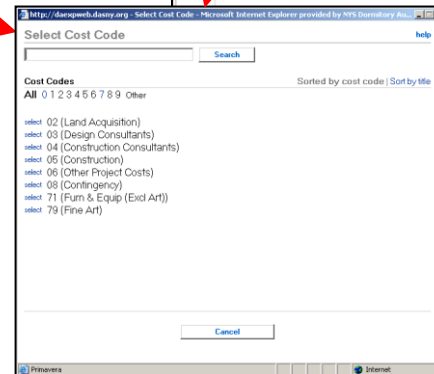 http://daexpweb.dasny.org - Select Cost Code - Microsoft Internet Explorer provided by NYS Dormatory Au...
Select Cost Code
help
Search
Cost Codes
Sorted by cost code | Sort by title
All 0 1 2 3 4 5 6 7 8 9 Other
select 02 (Land Acquisition)
select 03 (Design Consultants)
select 04 (Construction Consultants)
select 05 (Construction)
select 06 (Other Project Costs)
select 08 (Contingency)
select 71 (Furn & Equip (Excl Art))
select 79 (Fine Art)
Cancel
Primavera
Internet